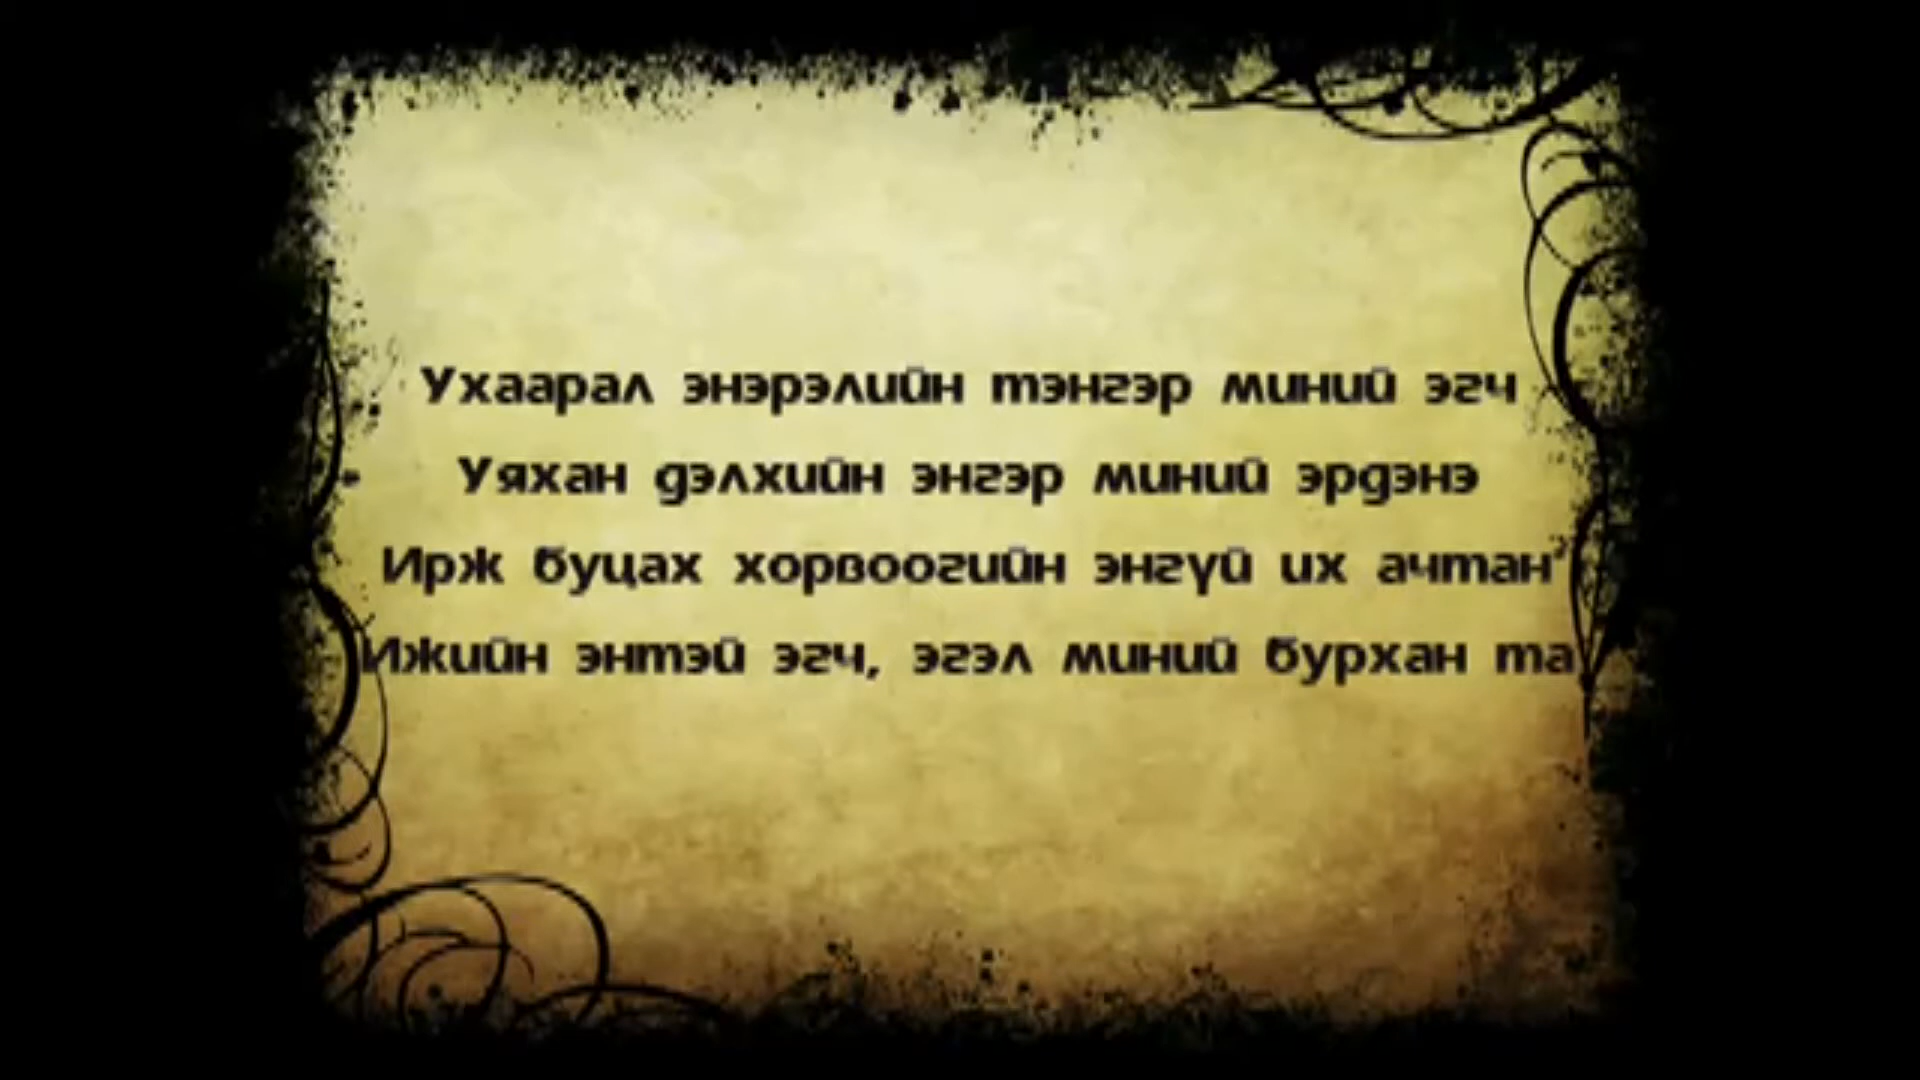 Ухаарал энэрэлийн тэнгэр миний эгч
Уяхан дэлхийн энгэр миний эрдэнэ
Ирж буцах хорвоогийн энгүй их ачтан
Ижийн энтэй эгч, эгэл миний бурхан та